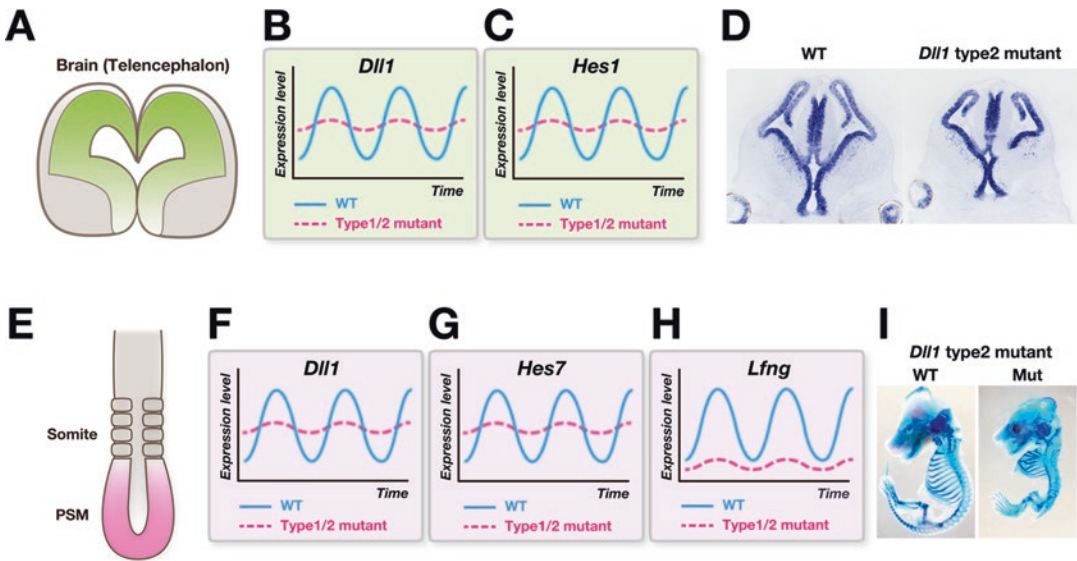 A
Brain (Telencephalon)
B
Dll1
Expression level
Time
WT
Type1/2 mutant
C
Hes1
Expression level
Time
WT
Type1/2 mutant
D
WT
Dll1 type2 mutant
E
Somite
PSM
F
Dll1
Expression level
Time
WT
Type1/2 mutant
G
Hes7
Expression level
Time
WT
Type1/2 mutant
H
Lfng
Expression level
Time
WT
Type1/2 mutant
I
Dll1 type2 mutant
WT
Mut